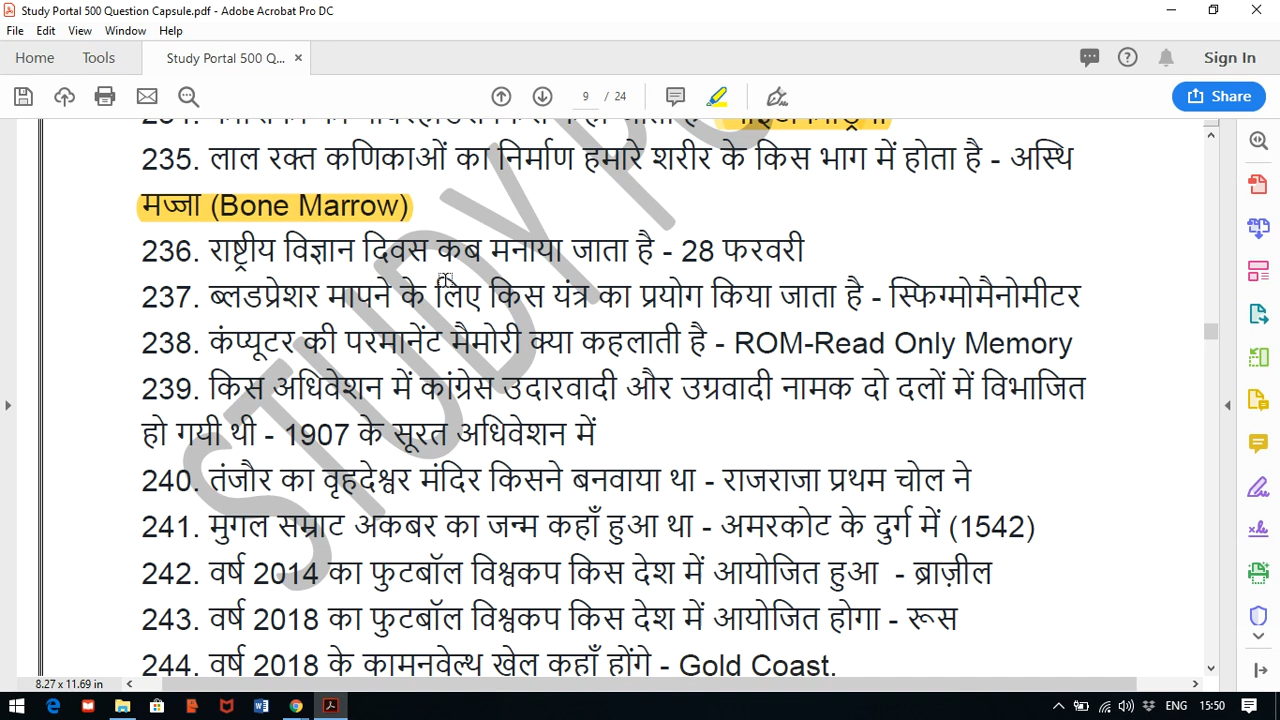 Study Portal 500 Question Capsule.pdf - Adobe Acrobat Pro DC
File Edit View Window Help
Home Tools Study Portal 500 Q... × Sign In
9 / 24 Share
235. लाल रक्त कणिकाओं का निर्माण हमारे शरीर के किस भाग में होता है - अस्थि
मज्जा (Bone Marrow)
236. राष्ट्रीय विज्ञान दिवस कब मनाया जाता है - 28 फरवरी
237. ब्लडप्रेशर मापने के लिए किस यंत्र का प्रयोग किया जाता है - स्फिग्मोमैनोमीटर
238. कंप्यूटर की परमानेंट मैमोरी क्या कहलाती है - ROM-Read Only Memory
239. किस अधिवेशन में कांग्रेस उदारवादी और उग्रवादी नामक दो दलों में विभाजित
हो गयी थी - 1907 के सूरत अधिवेशन में
240. तंजौर का वृहदेश्वर मंदिर किसने बनवाया था - राजराजा प्रथम चोल ने
241. मुगल सम्राट अकबर का जन्म कहाँ हुआ था - अमरकोट के दुर्ग में (1542)
242. वर्ष 2014 का फुटबॉल विश्वकप किस देश में आयोजित हुआ - ब्राज़ील
243. वर्ष 2018 का फुटबॉल विश्वकप किस देश में आयोजित होगा - रूस
244. वर्ष 2018 के कामनवेल्थ खेल कहाँ होंगे - Gold Coast.
STUDY PO
8.27 x 11.69 in
ENG 15:50